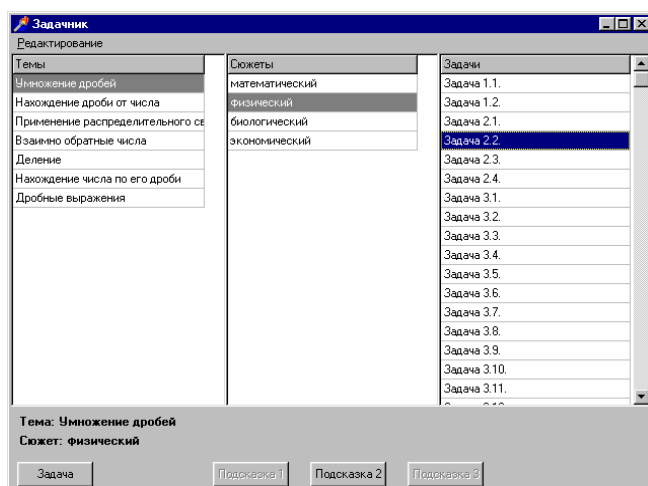 Задачник
Редактирование
Темы
Умножение дробей
Нахождение дроби от числа
Применение распределительного св
Взаимно обратные числа
Деление
Нахождение числа по его дроби
Дробные выражения
Сюжеты
математический
физический
биологический
экономический
Задачи
Задача 1.1.
Задача 1.2.
Задача 2.1.
Задача 2.2.
Задача 2.3.
Задача 2.4.
Задача 3.1.
Задача 3.2.
Задача 3.3.
Задача 3.4.
Задача 3.5.
Задача 3.6.
Задача 3.7.
Задача 3.8.
Задача 3.9.
Задача 3.10.
Задача 3.11.
Тема: Умножение дробей
Сюжет: физический
Задача
Подсказка 1
Подсказка 2
Подсказка 3